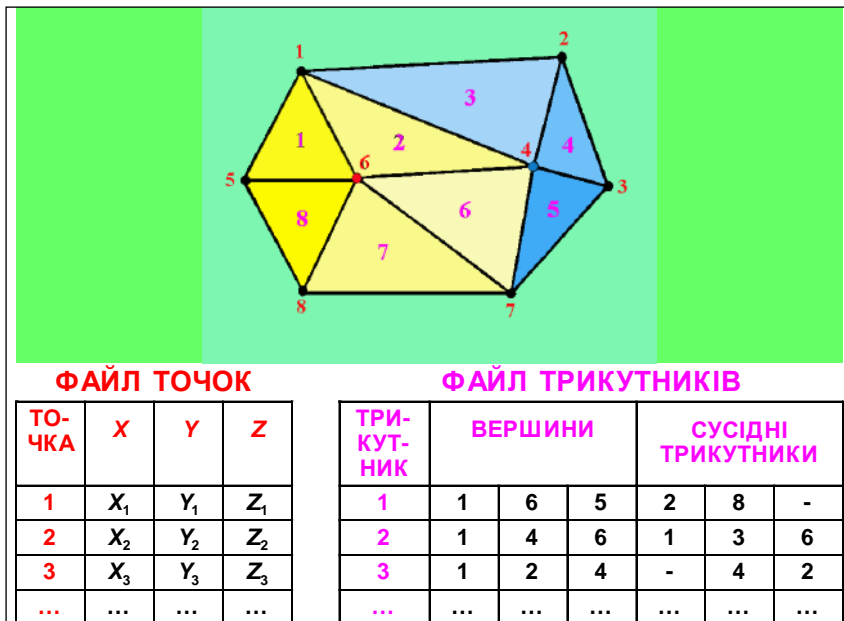 1
2
3
1
2
4
4
6
5
3
6
5
8
7
8
7
ФАЙЛ ТОЧОК
ФАЙЛ ТРИКУТНИКІВ
ТО-
ЧКА
X
Y
Z
1
X₁
Y₁
Z₁
2
X₂
Y₂
Z₂
3
X₃
Y₃
Z₃
...
...
...
...
ТРИ-
КУТ-
НИК
ВЕРШИНИ
СУСІДНІ
ТРИКУТНИКИ
1 1 6 5 2 8 -
2 1 4 6 1 3 6
3 1 2 4 - 4 2
... ... ... ... ... ... ...